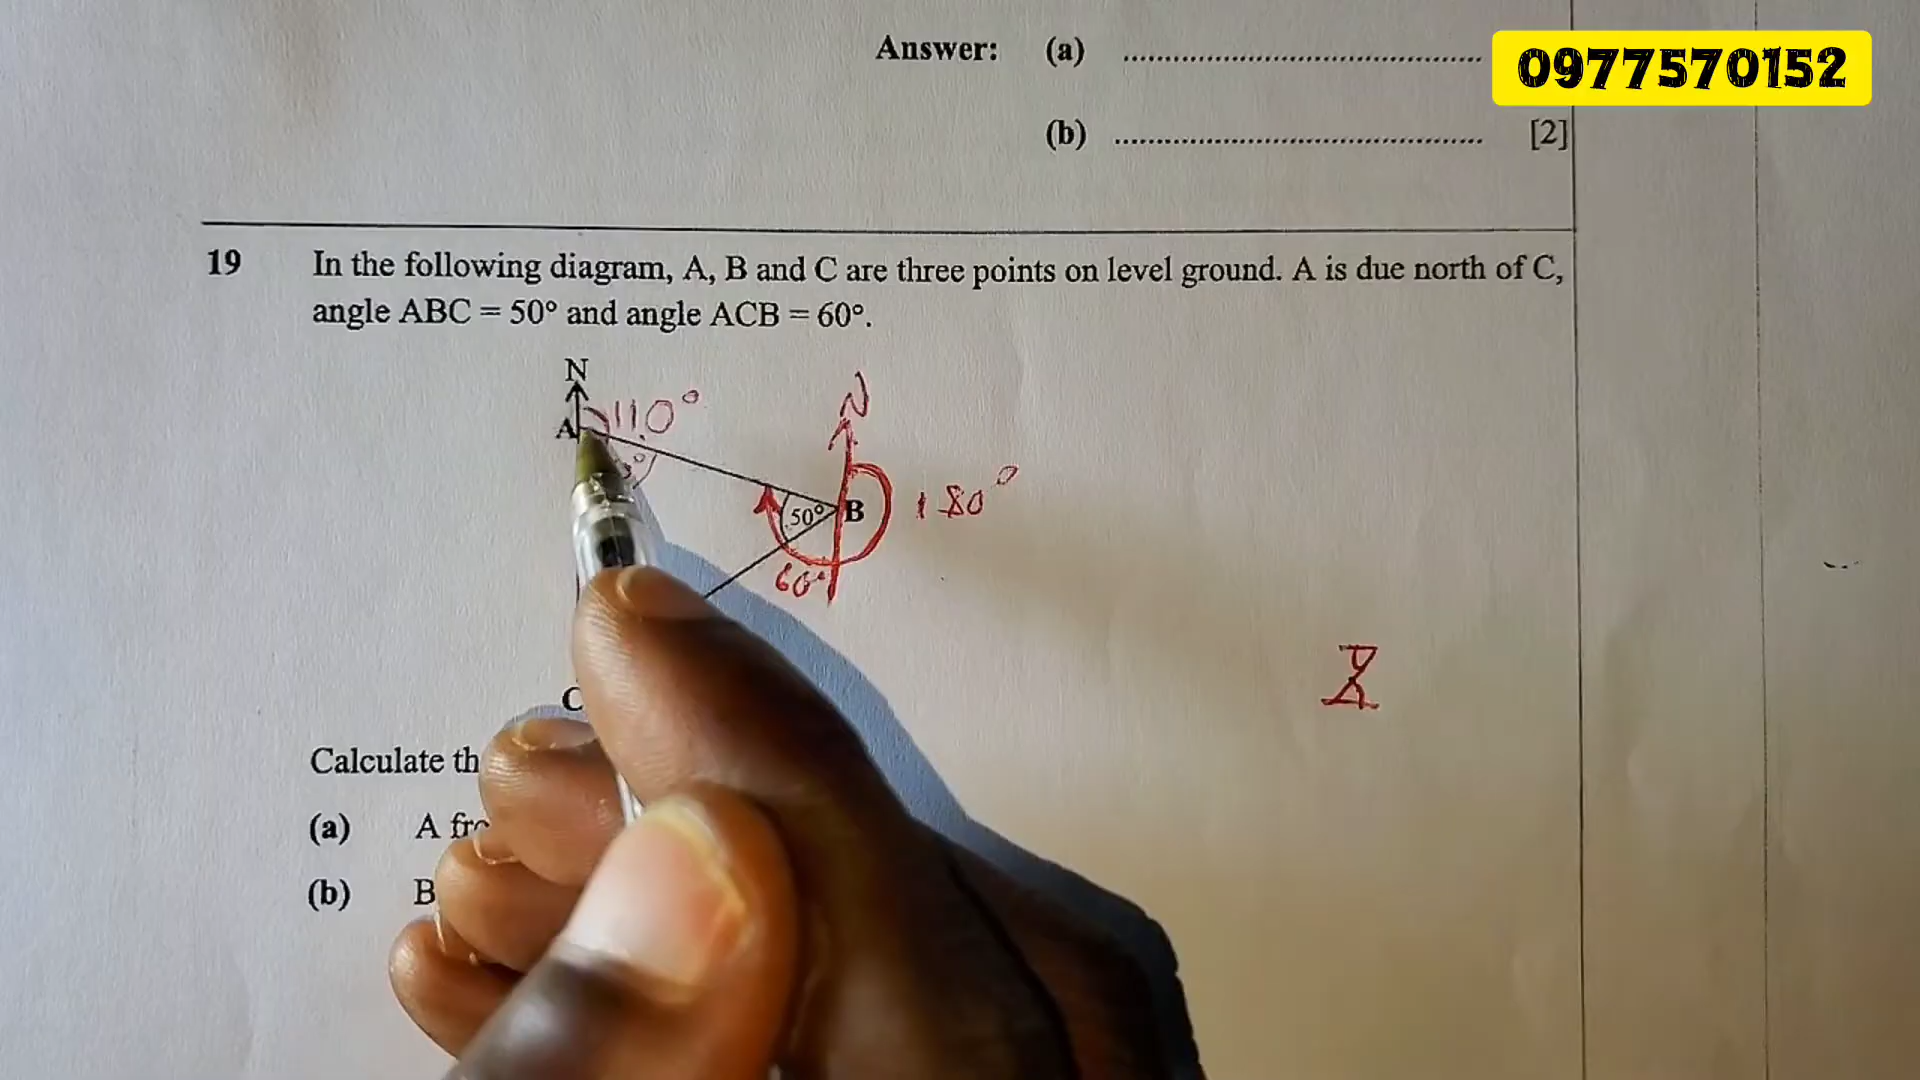 Answer: (a) ........................................
0977570152
(b) ........................................ [2]
19 In the following diagram, A, B and C are three points on level ground. A is due north of C,
angle ABC = 50° and angle ACB = 60°.
N
N
110°
A
50° B
180°
60°
C
Calculate th
(a) A fro
(b) B